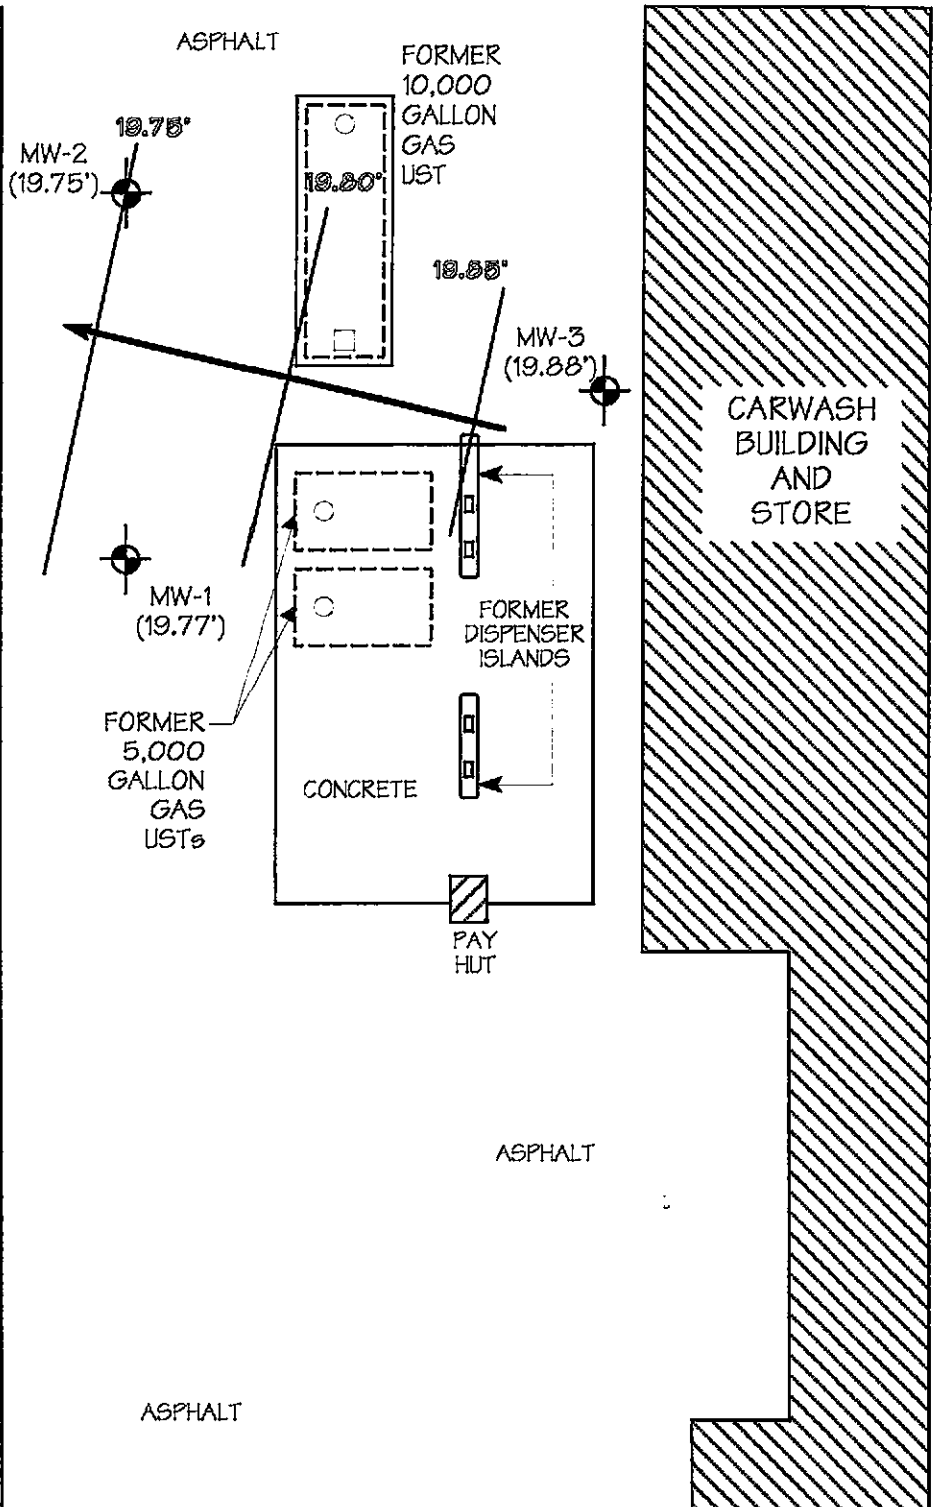 ASPHALT
FORMER
10,000
GALLON
GAS
UST
19.75'
MW-2
(19.75')
19.80'
19.85'
MW-3
(19.88')
CARWASH
BUILDING
AND
STORE
MW-1
(19.77')
FORMER
DISPENSER
ISLANDS
FORMER
5,000
GALLON
GAS
USTs
CONCRETE
PAY
HUT
ASPHALT
ASPHALT